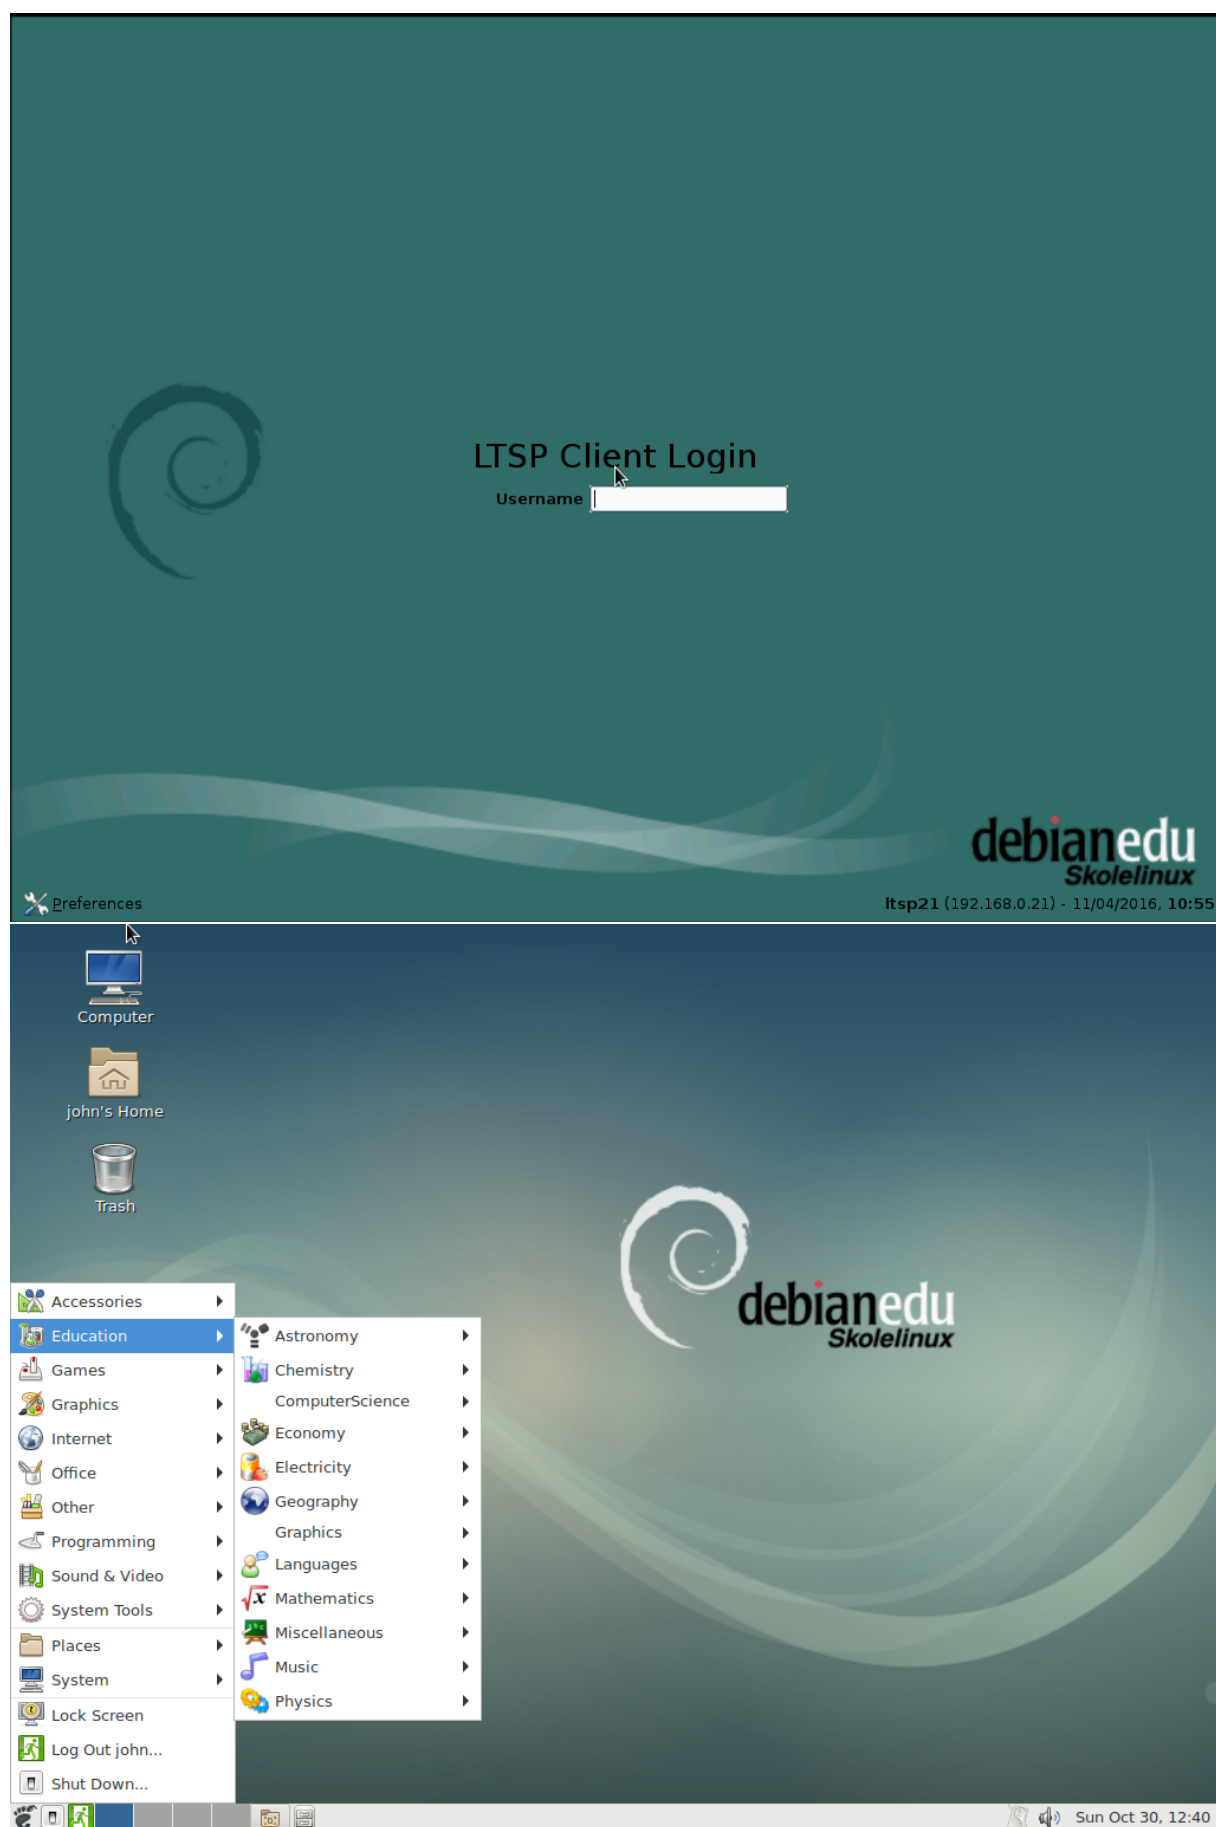 LTSP Client Login
Username
debianedu
Skolelinux
Preferences
ltsp21 (192.168.0.21) - 11/04/2016, 10:55
Computer
john's Home
Trash
debianedu
Skolelinux
Accessories
Education
Games
Graphics
Internet
Office
Other
Programming
Sound & Video
System Tools
Places
System
Lock Screen
Log Out john...
Shut Down...
Astronomy
Chemistry
ComputerScience
Economy
Electricity
Geography
Graphics
Languages
Mathematics
Miscellaneous
Music
Physics
Sun Oct 30, 12:40